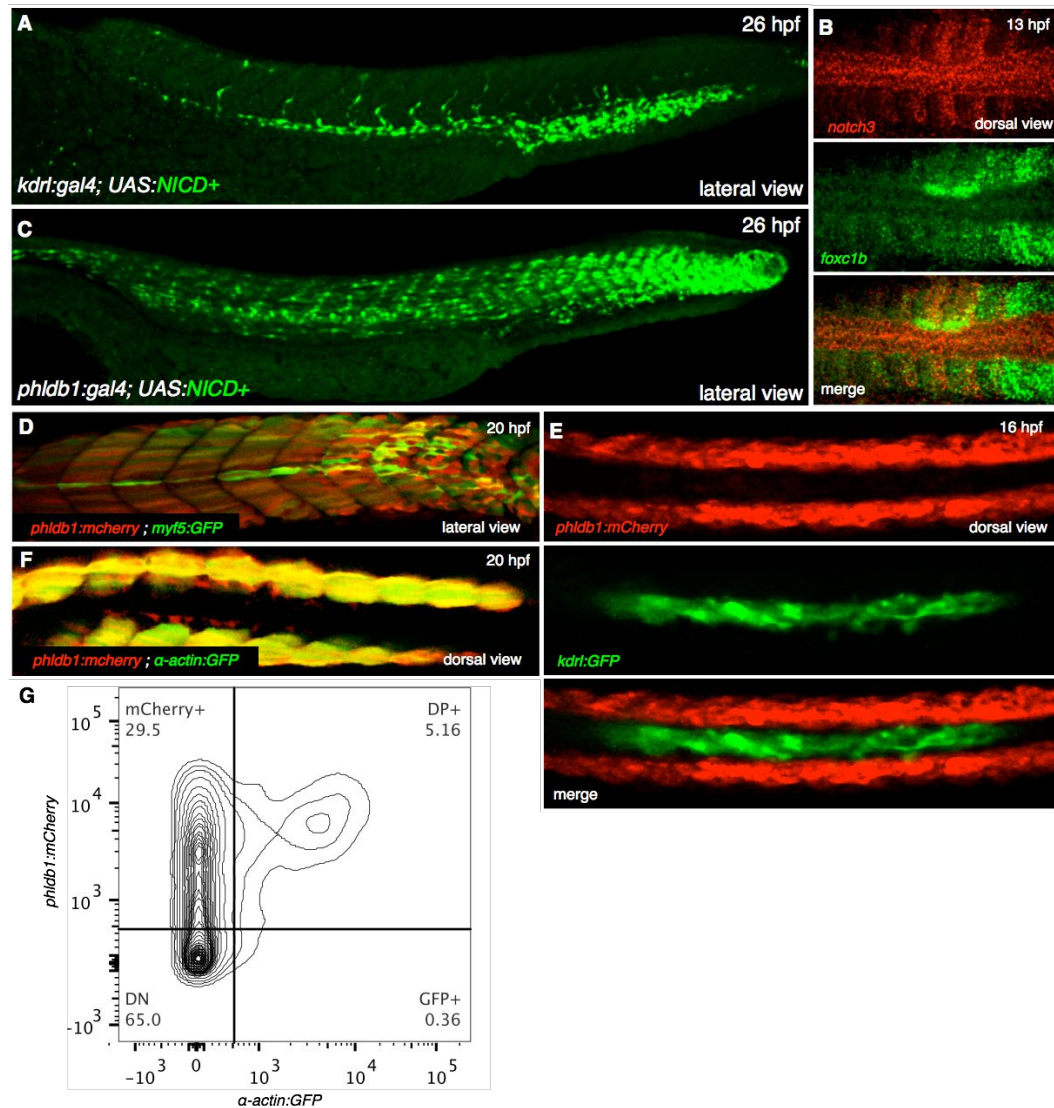 A
26 hpf
kdrl:gal4; UAS:NICD+
lateral view
B
13 hpf
notch3
dorsal view
foxc1b
merge
C
26 hpf
phldb1:gal4; UAS:NICD+
lateral view
D
20 hpf
phldb1:mcherry ; myf5:GFP
lateral view
E
16 hpf
phldb1:mCherry
dorsal view
kdrl:GFP
merge
F
20 hpf
phldb1:mcherry ; α-actin:GFP
dorsal view
G
mCherry+
29.5
DP+
5.16
DN
65.0
GFP+
0.36
10^5
10^4
10^3
-10^3
phldb1:mCherry
-10^3 0 10^3 10^4 10^5
α-actin:GFP